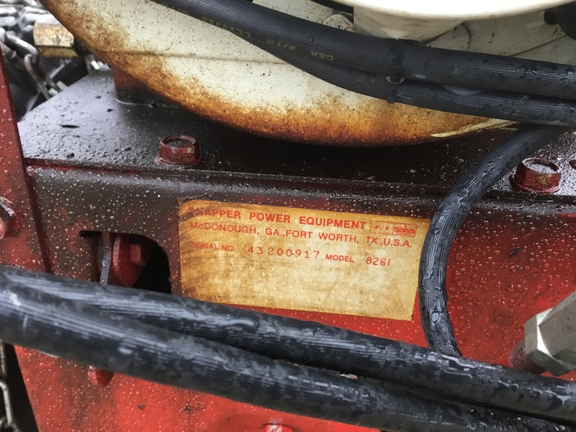 SNAPPER POWER EQUIPMENT
McDONOUGH, GA.,FORT WORTH, TX.,U.S.A.
SERIAL NO. 43200917 MODEL 8261